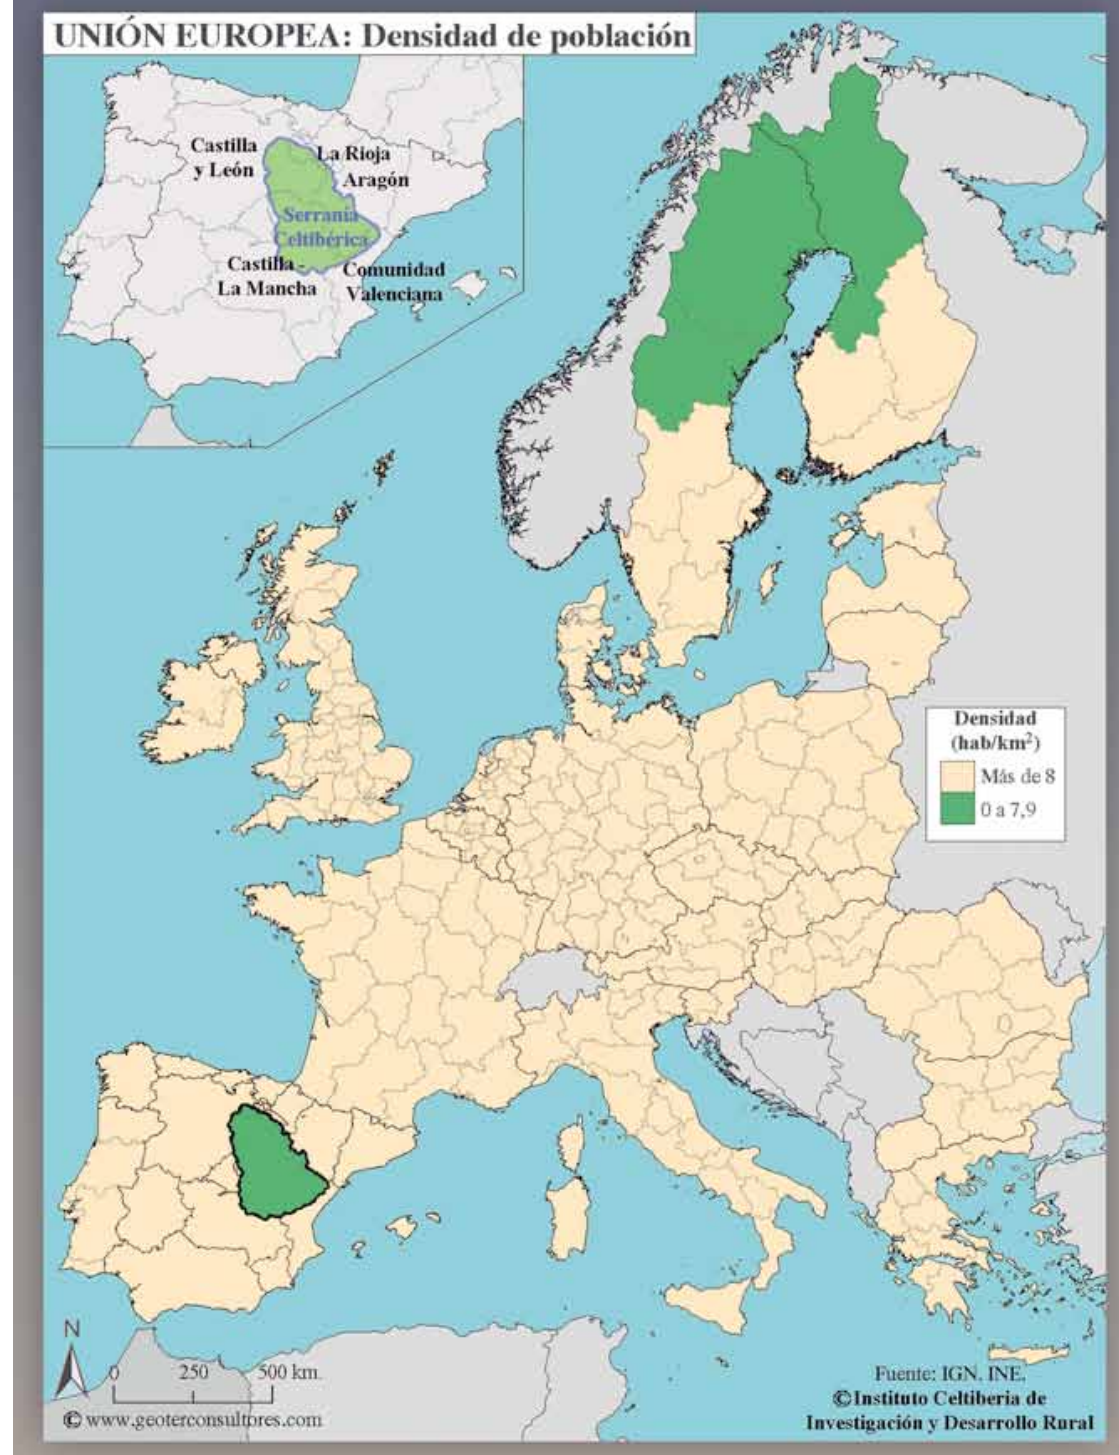 UNIÓN EUROPEA: Densidad de población
Castilla
y León
La Rioja
Aragón
Serranía
Celtibérica
Castilla -
La Mancha
Comunidad
Valenciana
Densidad
(hab/km²)
Más de 8
0 a 7,9
N
0 250 500 km.
© www.geoterconsultores.com
Fuente: IGN, INE.
© Instituto Celtiberia de
Investigación y Desarrollo Rural